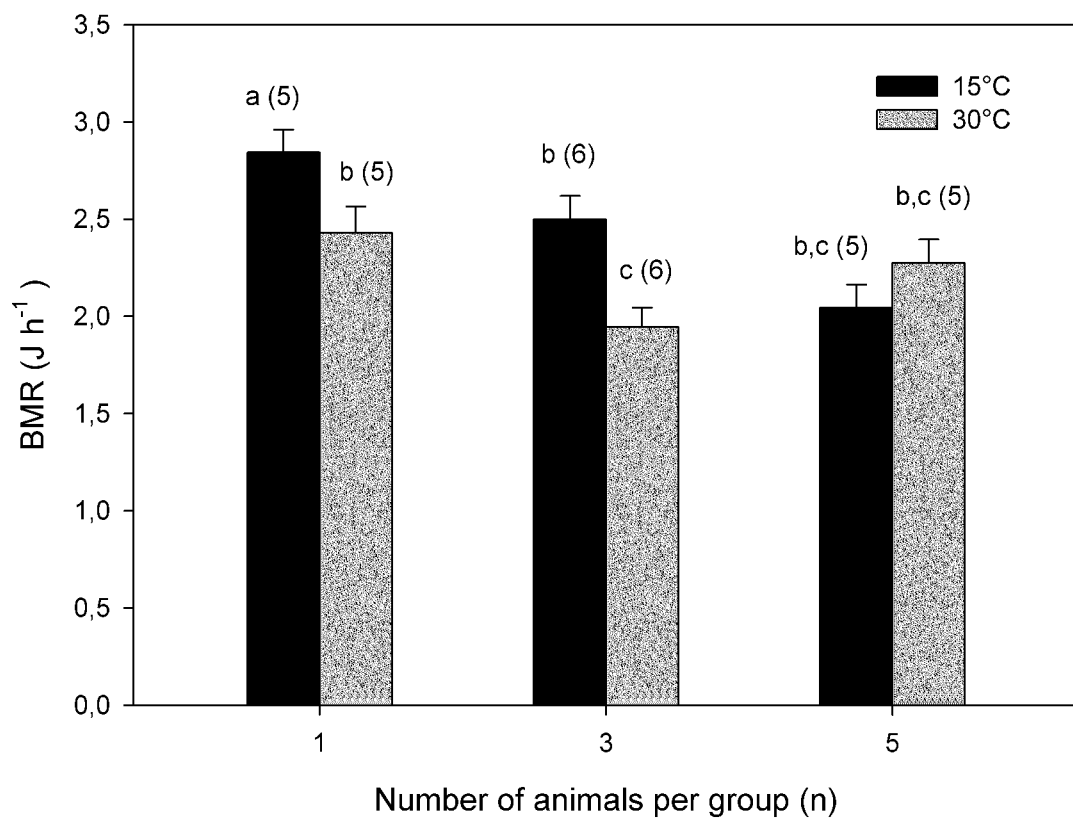 3,5
3,0
2,5
2,0
1,5
1,0
0,5
0,0
BMR (J h⁻¹)
15°C
30°C
a (5)
b (5)
b (6)
c (6)
b,c (5)
b,c (5)
1 3 5
Number of animals per group (n)